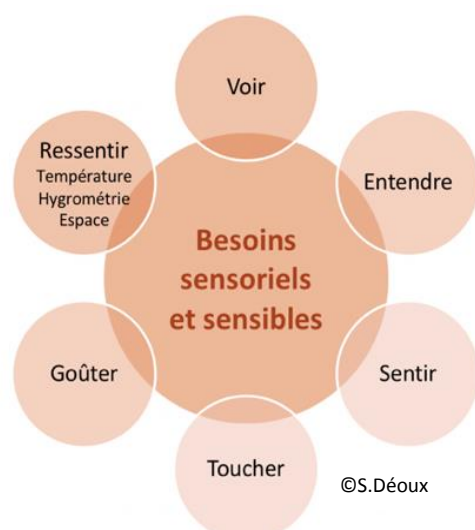 Voir
Ressentir
Température
Hygrométrie
Espace
Entendre
Besoins
sensoriels
et sensibles
Goûter
Sentir
Toucher
©S.Déoux